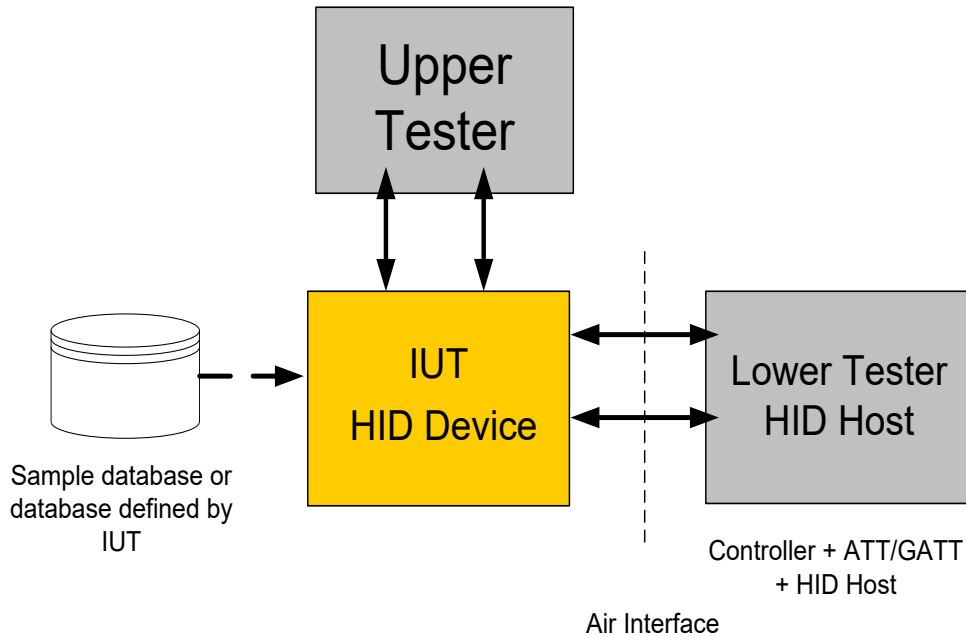 Upper
Tester
IUT
HID Device
Lower Tester
HID Host
Sample database or
database defined by
IUT
Controller + ATT/GATT
+ HID Host
Air Interface